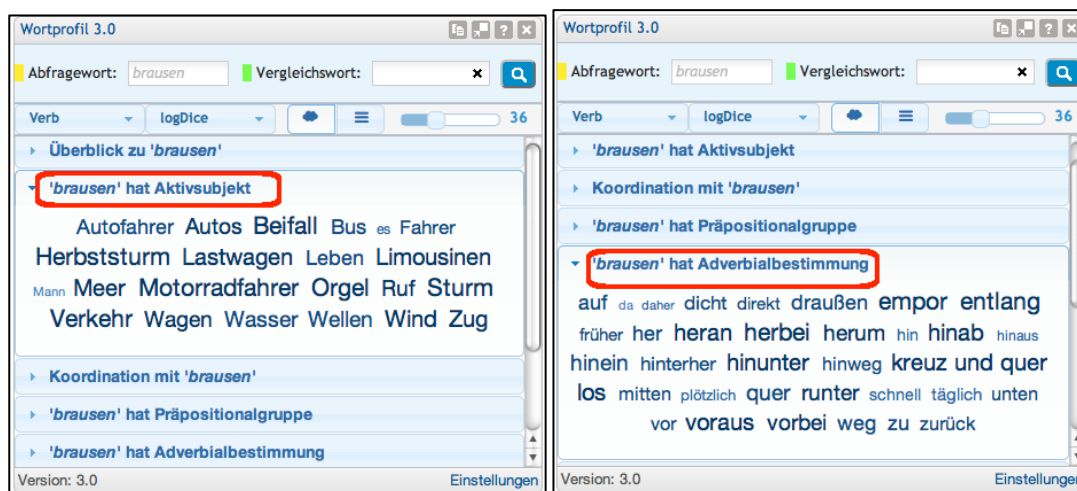 Wortprofil 3.0
Abfragewort: brausen Vergleichswort:
Verb logDice 36
Überblick zu 'brausen'
'brausen' hat Aktivsubjekt
Autofahrer Autos Beifall Bus es Fahrer
Herbststurm Lastwagen Leben Limousinen
Mann Meer Motorradfahrer Orgel Ruf Sturm
Verkehr Wagen Wasser Wellen Wind Zug
Koordination mit 'brausen'
'brausen' hat Präpositionalgruppe
'brausen' hat Adverbialbestimmung
Version: 3.0 Einstellungen
Wortprofil 3.0
Abfragewort: brausen Vergleichswort:
Verb logDice 36
'brausen' hat Aktivsubjekt
Koordination mit 'brausen'
'brausen' hat Präpositionalgruppe
'brausen' hat Adverbialbestimmung
auf da daher dicht direkt draußen empor entlang
früher her heran herbei herum hin hinab hinaus
hinein hinterher hinunter hinweg kreuz und quer
los mitten plötzlich quer runter schnell täglich unten
vor voraus vorbei weg zu zurück
Version: 3.0 Einstellungen